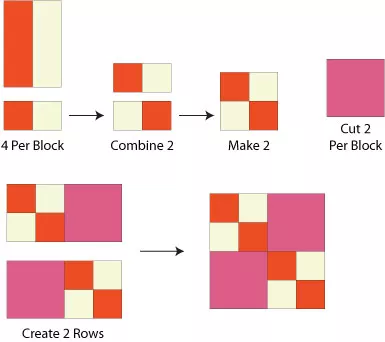 4 Per Block
Combine 2
Make 2
Cut 2
Per Block
Create 2 Rows